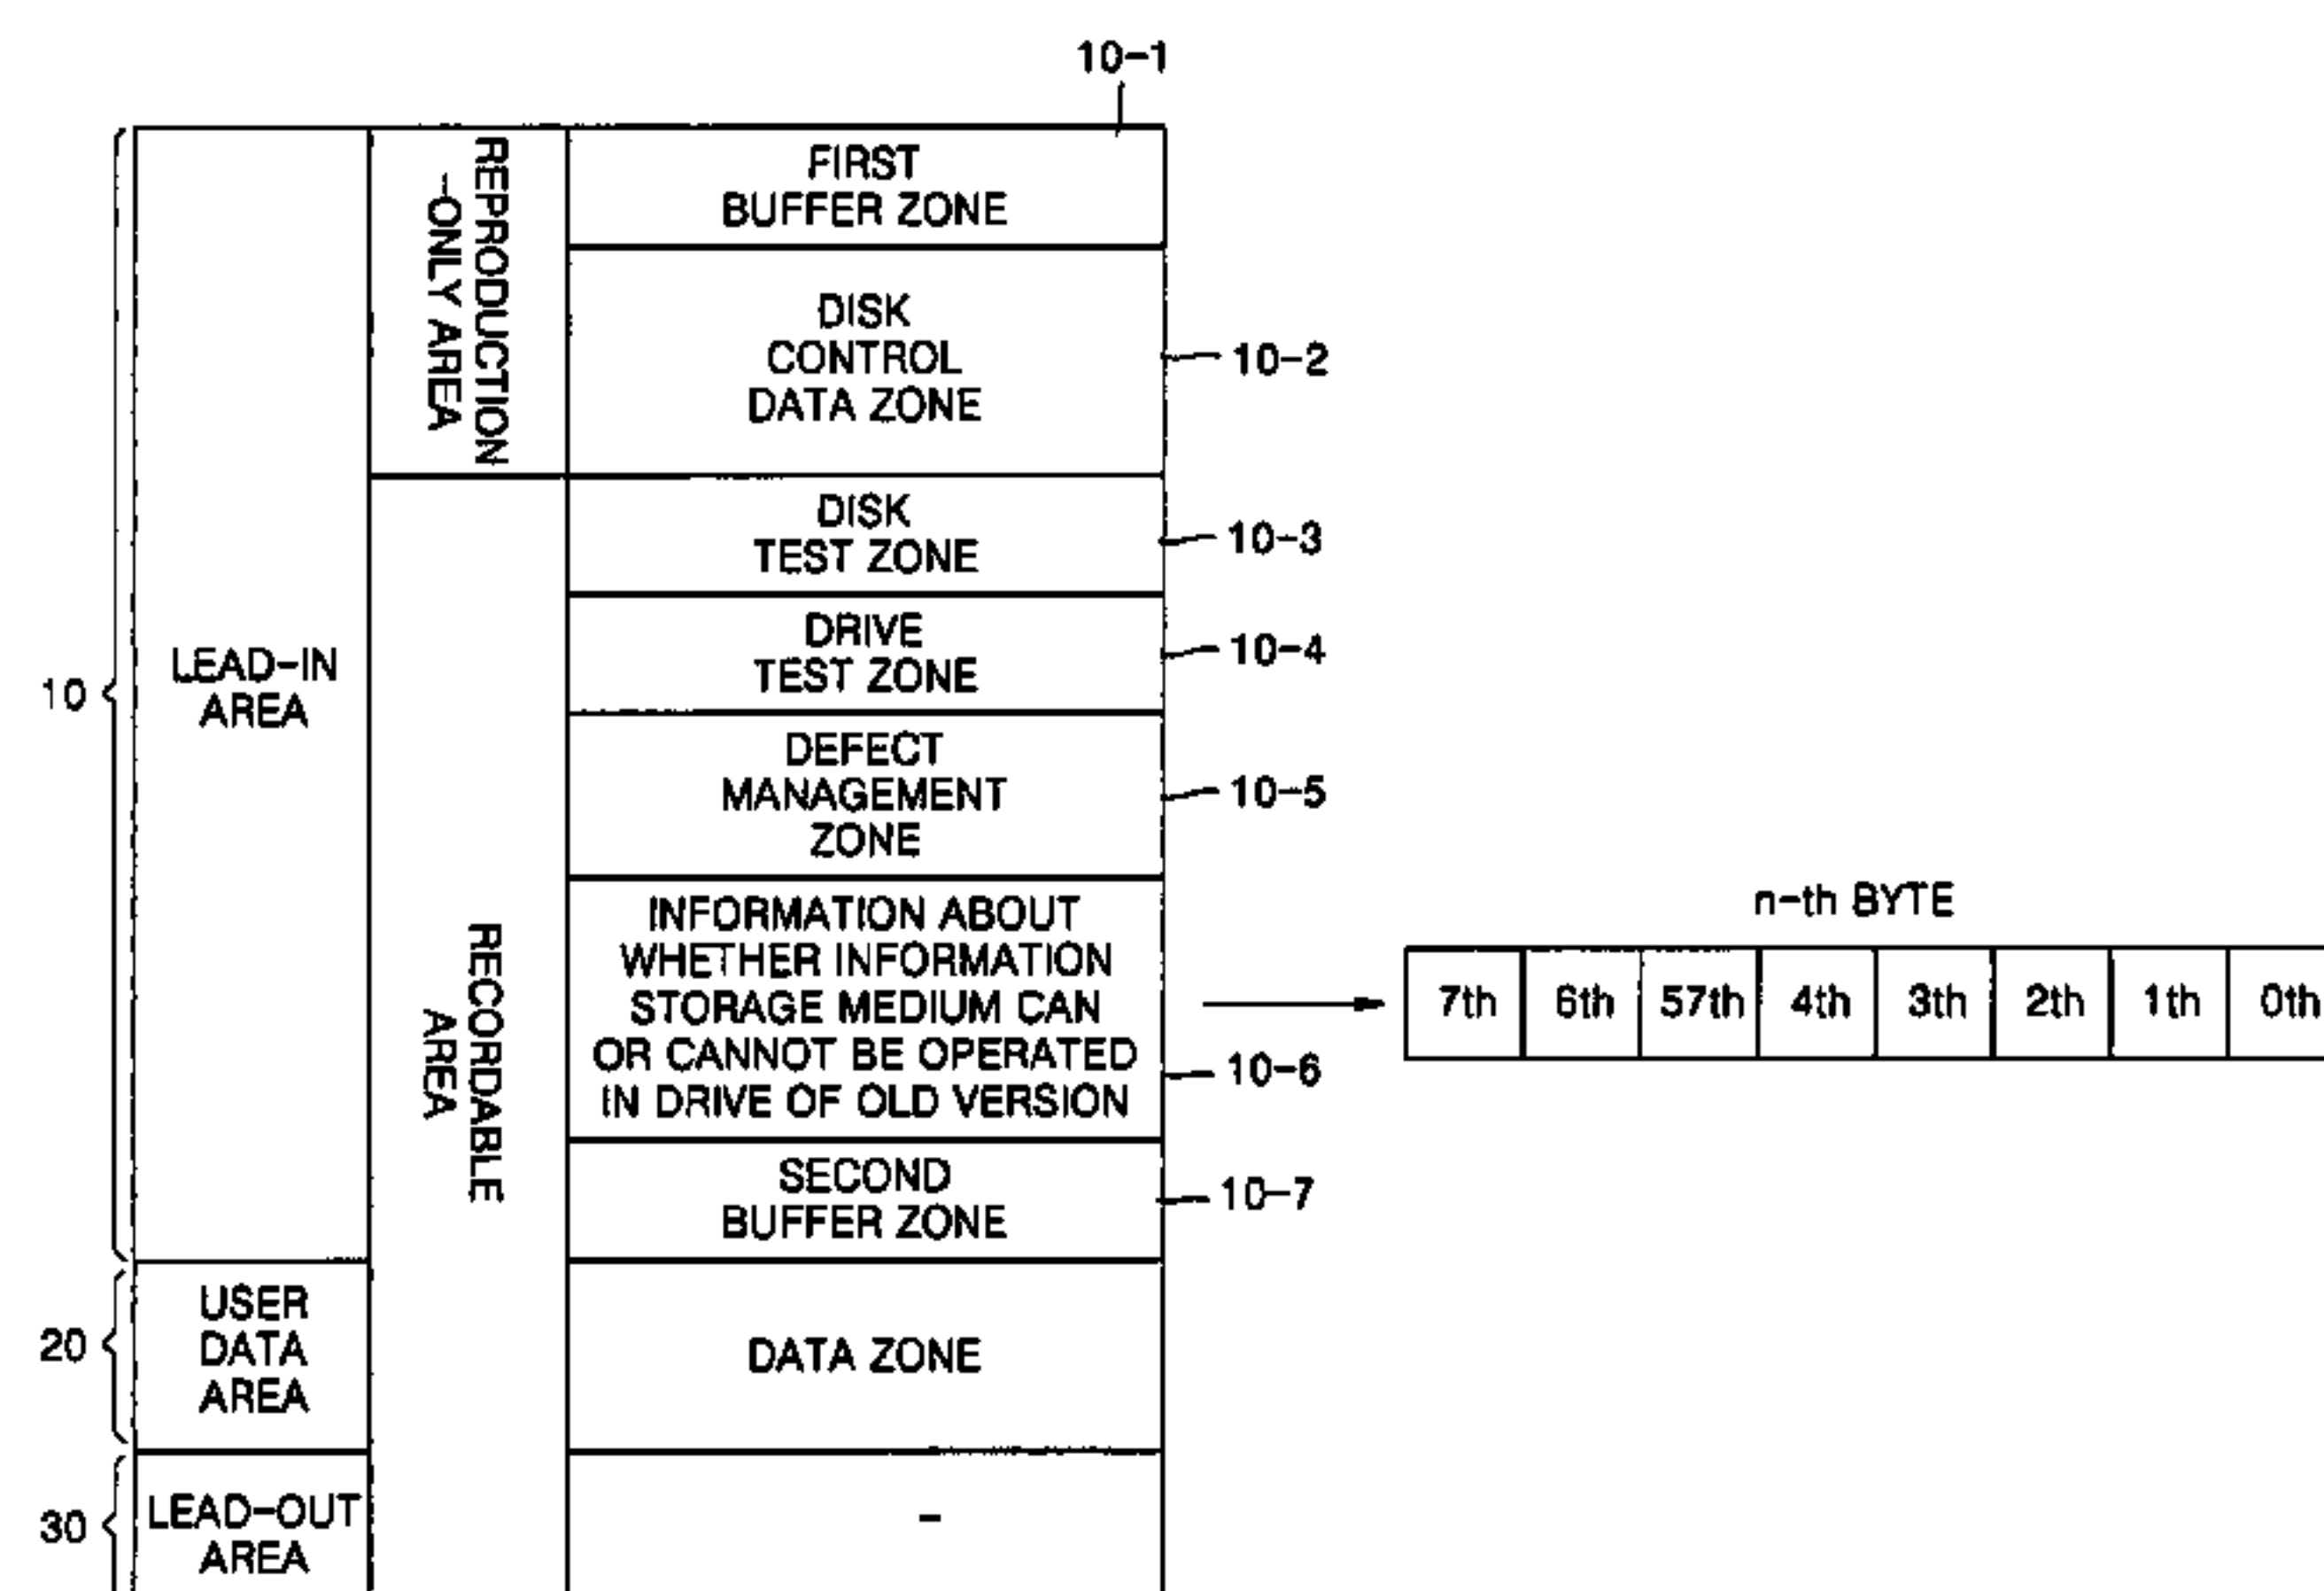 10-1
FIRST
BUFFER ZONE
REPRODUCTION
-ONLY AREA
DISK
CONTROL
DATA ZONE
10-2
DISK
TEST ZONE
10-3
DRIVE
TEST ZONE
10-4
LEAD-IN
AREA
10
DEFECT
MANAGEMENT
ZONE
10-5
RECORDABLE
AREA
INFORMATION ABOUT
WHETHER INFORMATION
STORAGE MEDIUM CAN
OR CANNOT BE OPERATED
IN DRIVE OF OLD VERSION
10-6
n-th BYTE
7th 6th 57th 4th 3th 2th 1th 0th
SECOND
BUFFER ZONE
10-7
20
USER
DATA
AREA
DATA ZONE
30
LEAD-OUT
AREA
-